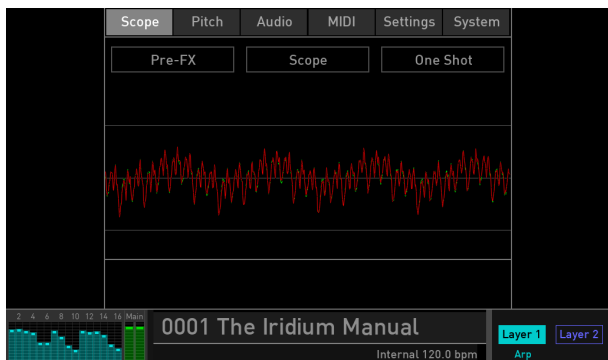 Scope Pitch Audio MIDI Settings System
Pre-FX Scope One Shot
2 4 6 8 10 12 14 16 Main
0001 The Iridium Manual
Internal 120.0 bpm
Layer 1 Layer 2
Arp